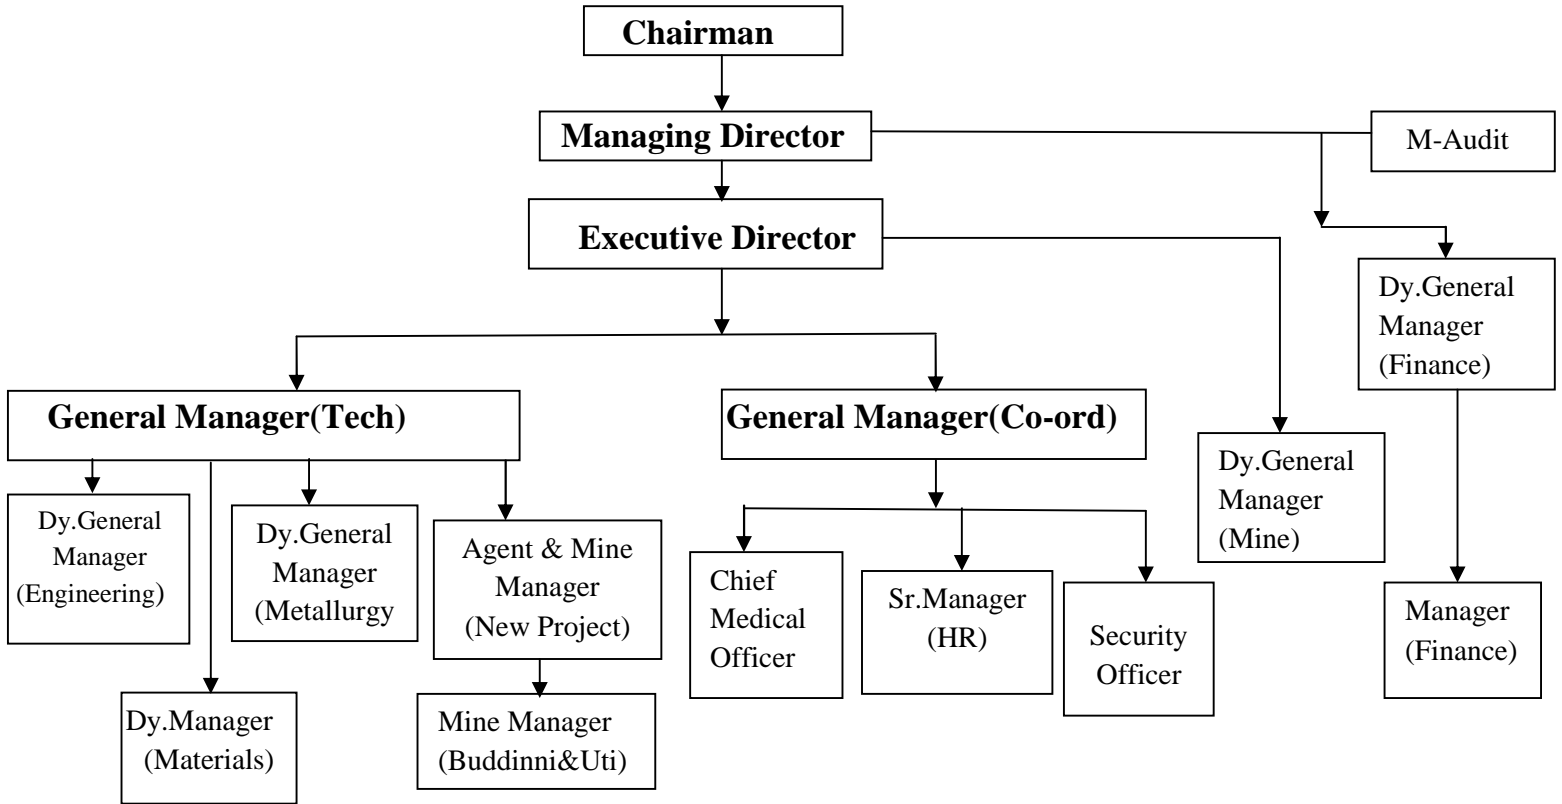 Chairman
Managing Director
M-Audit
Executive Director
Dy.General
Manager
(Finance)
General Manager(Tech)
General Manager(Co-ord)
Dy.General
Manager
(Mine)
Dy.General
Manager
(Engineering)
Dy.General
Manager
(Metallurgy
Agent & Mine
Manager
(New Project)
Chief
Medical
Officer
Sr.Manager
(HR)
Security
Officer
Manager
(Finance)
Dy.Manager
(Materials)
Mine Manager
(Buddinni&Uti)